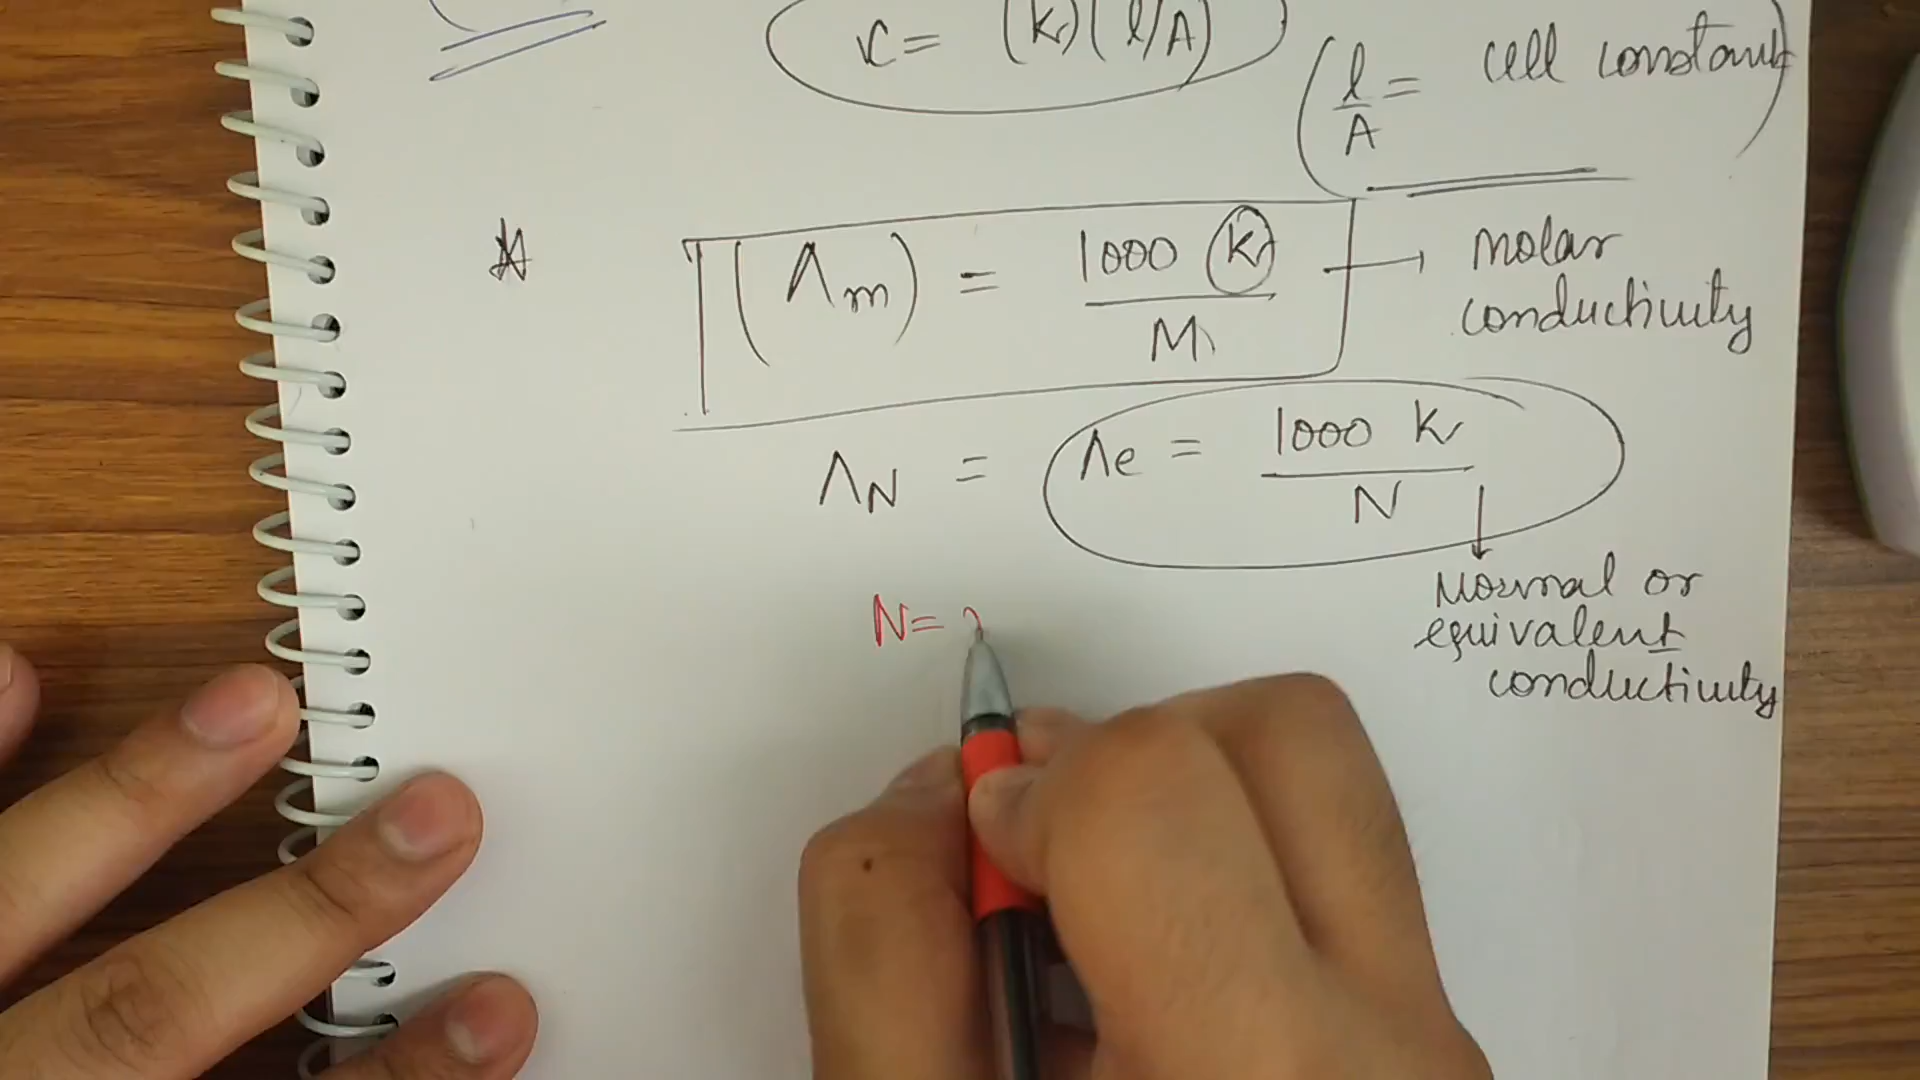 κ = (k)(l/A)
(l/A = cell constant)
(Λm) = 1000 k / M → molar conductivity
ΛN = Λe = 1000 k / N
Normal or
equivalent
conductivity
N=